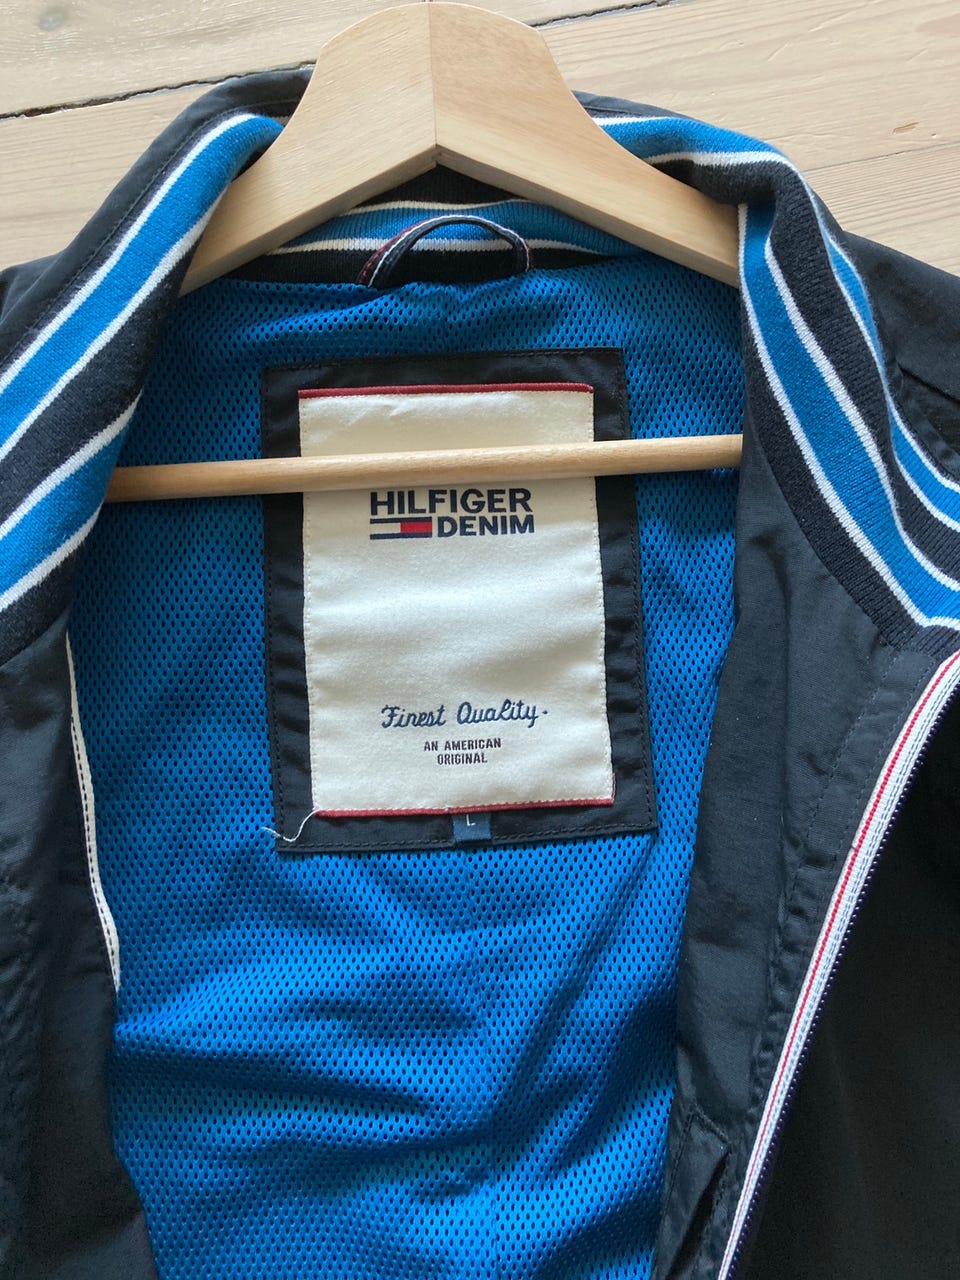 HILFIGER
DENIM
Finest Quality.
AN AMERICAN
ORIGINAL
L